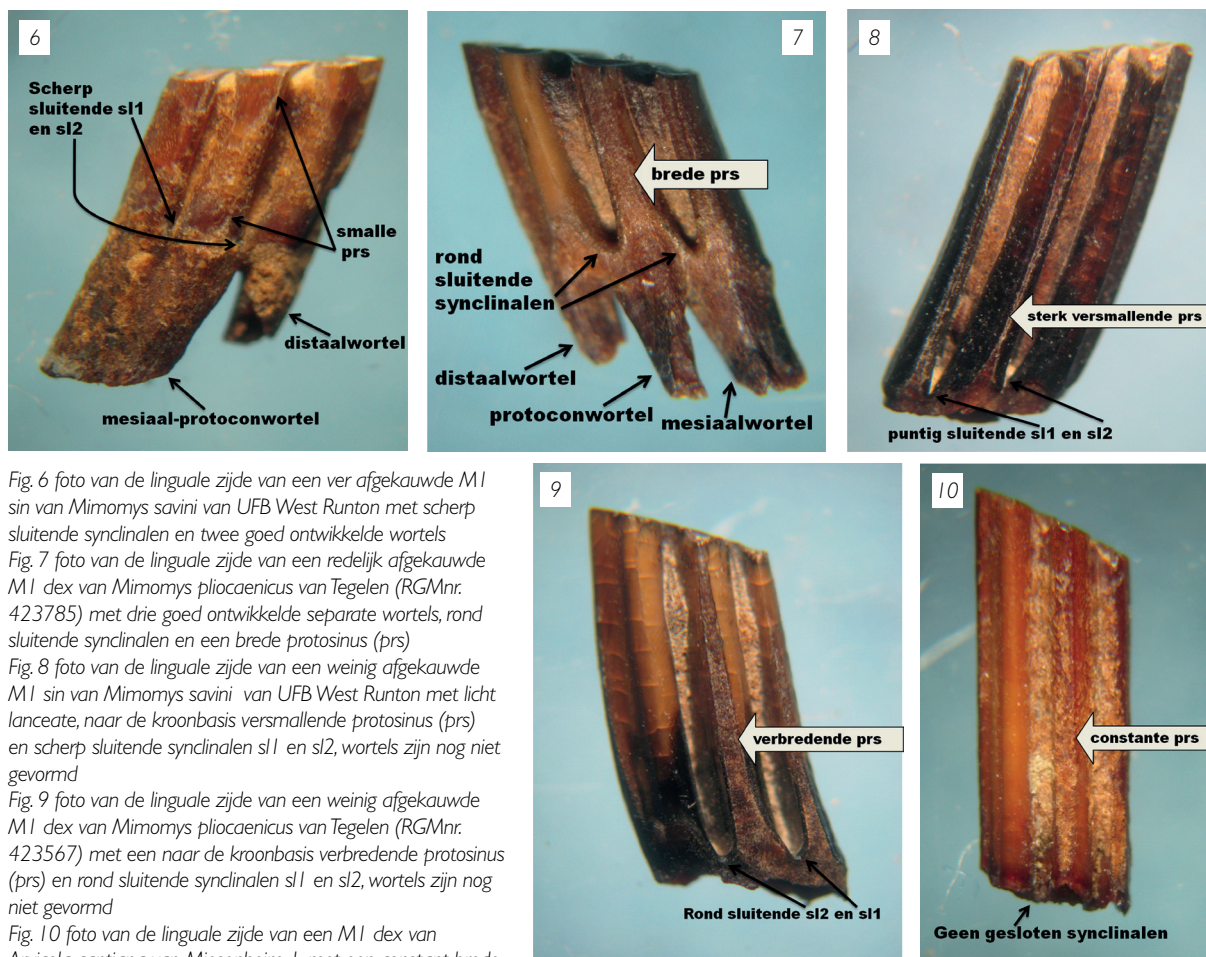 6
Scherp
sluitende sl1
en sl2
smalle
prs
distaalwortel
mesiaal-protoconwortel
7
brede prs
rond
sluitende
synclinalen
distaalwortel
protoconwortel
mesiaalwortel
8
sterk versmallende prs
puntig sluitende sl1 en sl2
Fig. 6 foto van de linguale zijde van een ver afgekauwde M1
sin van Mimomys savini van UFB West Runton met scherp
sluitende synclinalen en twee goed ontwikkelde wortels
Fig. 7 foto van de linguale zijde van een redelijk afgekauwde
M1 dex van Mimomys pliocaenicus van Tegelen (RGMnr.
423785) met drie goed ontwikkelde separate wortels, rond
sluitende synclinalen en een brede protosinus (prs)
Fig. 8 foto van de linguale zijde van een weinig afgekauwde
M1 sin van Mimomys savini van UFB West Runton met licht
lanceate, naar de kroonbasis versmallende protosinus (prs)
en scherp sluitende synclinalen sl1 en sl2, wortels zijn nog niet
gevormd
Fig. 9 foto van de linguale zijde van een weinig afgekauwde
M1 dex van Mimomys pliocaenicus van Tegelen (RGMnr.
423567) met een naar de kroonbasis verbredende protosinus
(prs) en rond sluitende synclinalen sl1 en sl2, wortels zijn nog
niet gevormd
Fig. 10 foto van de linguale zijde van een M1 dex van
9
verbredende prs
Rond sluitende sl2 en sl1
10
constante prs
Geen gesloten synclinalen